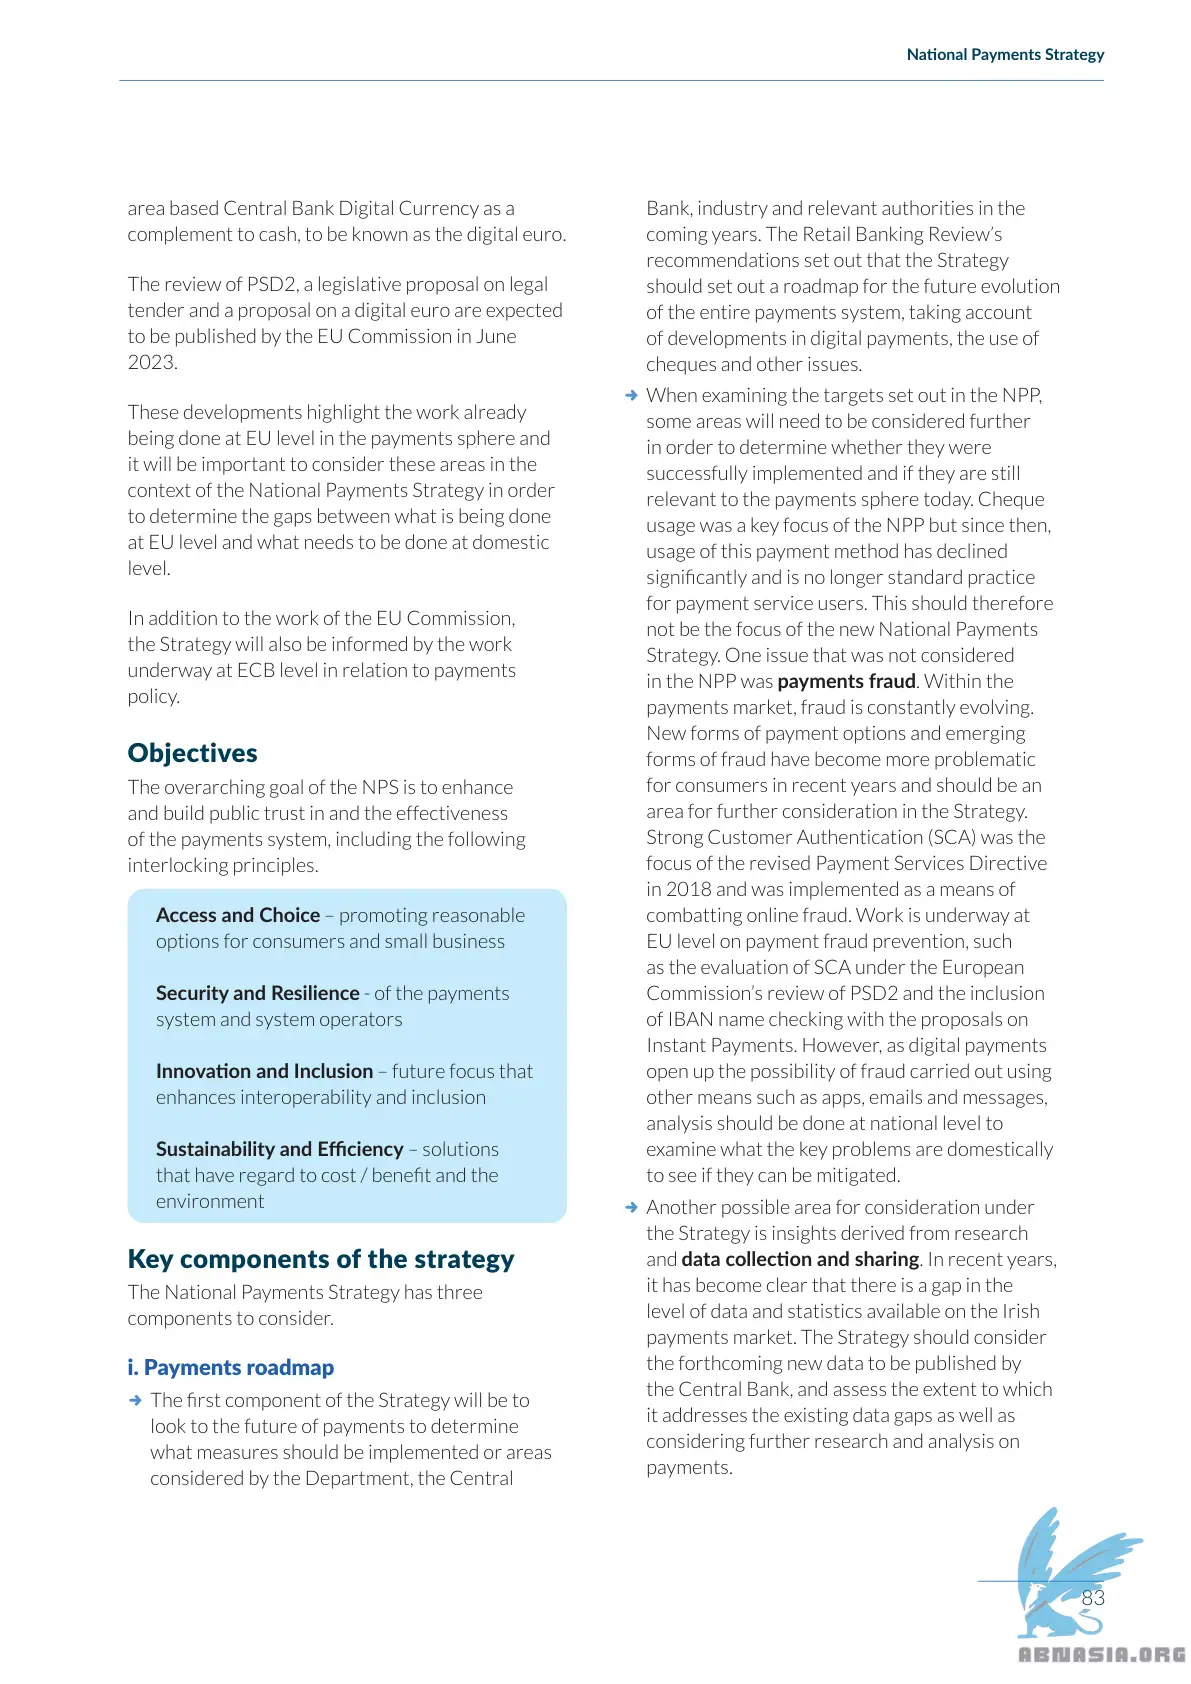 National Payments Strategy
area based Central Bank Digital Currency as a
complement to cash, to be known as the digital euro.
The review of PSD2, a legislative proposal on legal
tender and a proposal on a digital euro are expected
to be published by the EU Commission in June
2023.
These developments highlight the work already
being done at EU level in the payments sphere and
it will be important to consider these areas in the
context of the National Payments Strategy in order
to determine the gaps between what is being done
at EU level and what needs to be done at domestic
level.
In addition to the work of the EU Commission,
the Strategy will also be informed by the work
underway at ECB level in relation to payments
policy.
Objectives
The overarching goal of the NPS is to enhance
and build public trust in and the effectiveness
of the payments system, including the following
interlocking principles.
Access and Choice – promoting reasonable
options for consumers and small business
Security and Resilience - of the payments
system and system operators
Innovation and Inclusion – future focus that
enhances interoperability and inclusion
Sustainability and Efficiency – solutions
that have regard to cost / benefit and the
environment
Key components of the strategy
The National Payments Strategy has three
components to consider.
i. Payments roadmap
➔ The first component of the Strategy will be to
look to the future of payments to determine
what measures should be implemented or areas
considered by the Department, the Central
Bank, industry and relevant authorities in the
coming years. The Retail Banking Review’s
recommendations set out that the Strategy
should set out a roadmap for the future evolution
of the entire payments system, taking account
of developments in digital payments, the use of
cheques and other issues.
➔ When examining the targets set out in the NPP,
some areas will need to be considered further
in order to determine whether they were
successfully implemented and if they are still
relevant to the payments sphere today. Cheque
usage was a key focus of the NPP but since then,
usage of this payment method has declined
significantly and is no longer standard practice
for payment service users. This should therefore
not be the focus of the new National Payments
Strategy. One issue that was not considered
in the NPP was payments fraud. Within the
payments market, fraud is constantly evolving.
New forms of payment options and emerging
forms of fraud have become more problematic
for consumers in recent years and should be an
area for further consideration in the Strategy.
Strong Customer Authentication (SCA) was the
focus of the revised Payment Services Directive
in 2018 and was implemented as a means of
combatting online fraud. Work is underway at
EU level on payment fraud prevention, such
as the evaluation of SCA under the European
Commission’s review of PSD2 and the inclusion
of IBAN name checking with the proposals on
Instant Payments. However, as digital payments
open up the possibility of fraud carried out using
other means such as apps, emails and messages,
analysis should be done at national level to
examine what the key problems are domestically
to see if they can be mitigated.
➔ Another possible area for consideration under
the Strategy is insights derived from research
and data collection and sharing. In recent years,
it has become clear that there is a gap in the
level of data and statistics available on the Irish
payments market. The Strategy should consider
the forthcoming new data to be published by
the Central Bank, and assess the extent to which
it addresses the existing data gaps as well as
considering further research and analysis on
payments.
83
ABNASIA.ORG